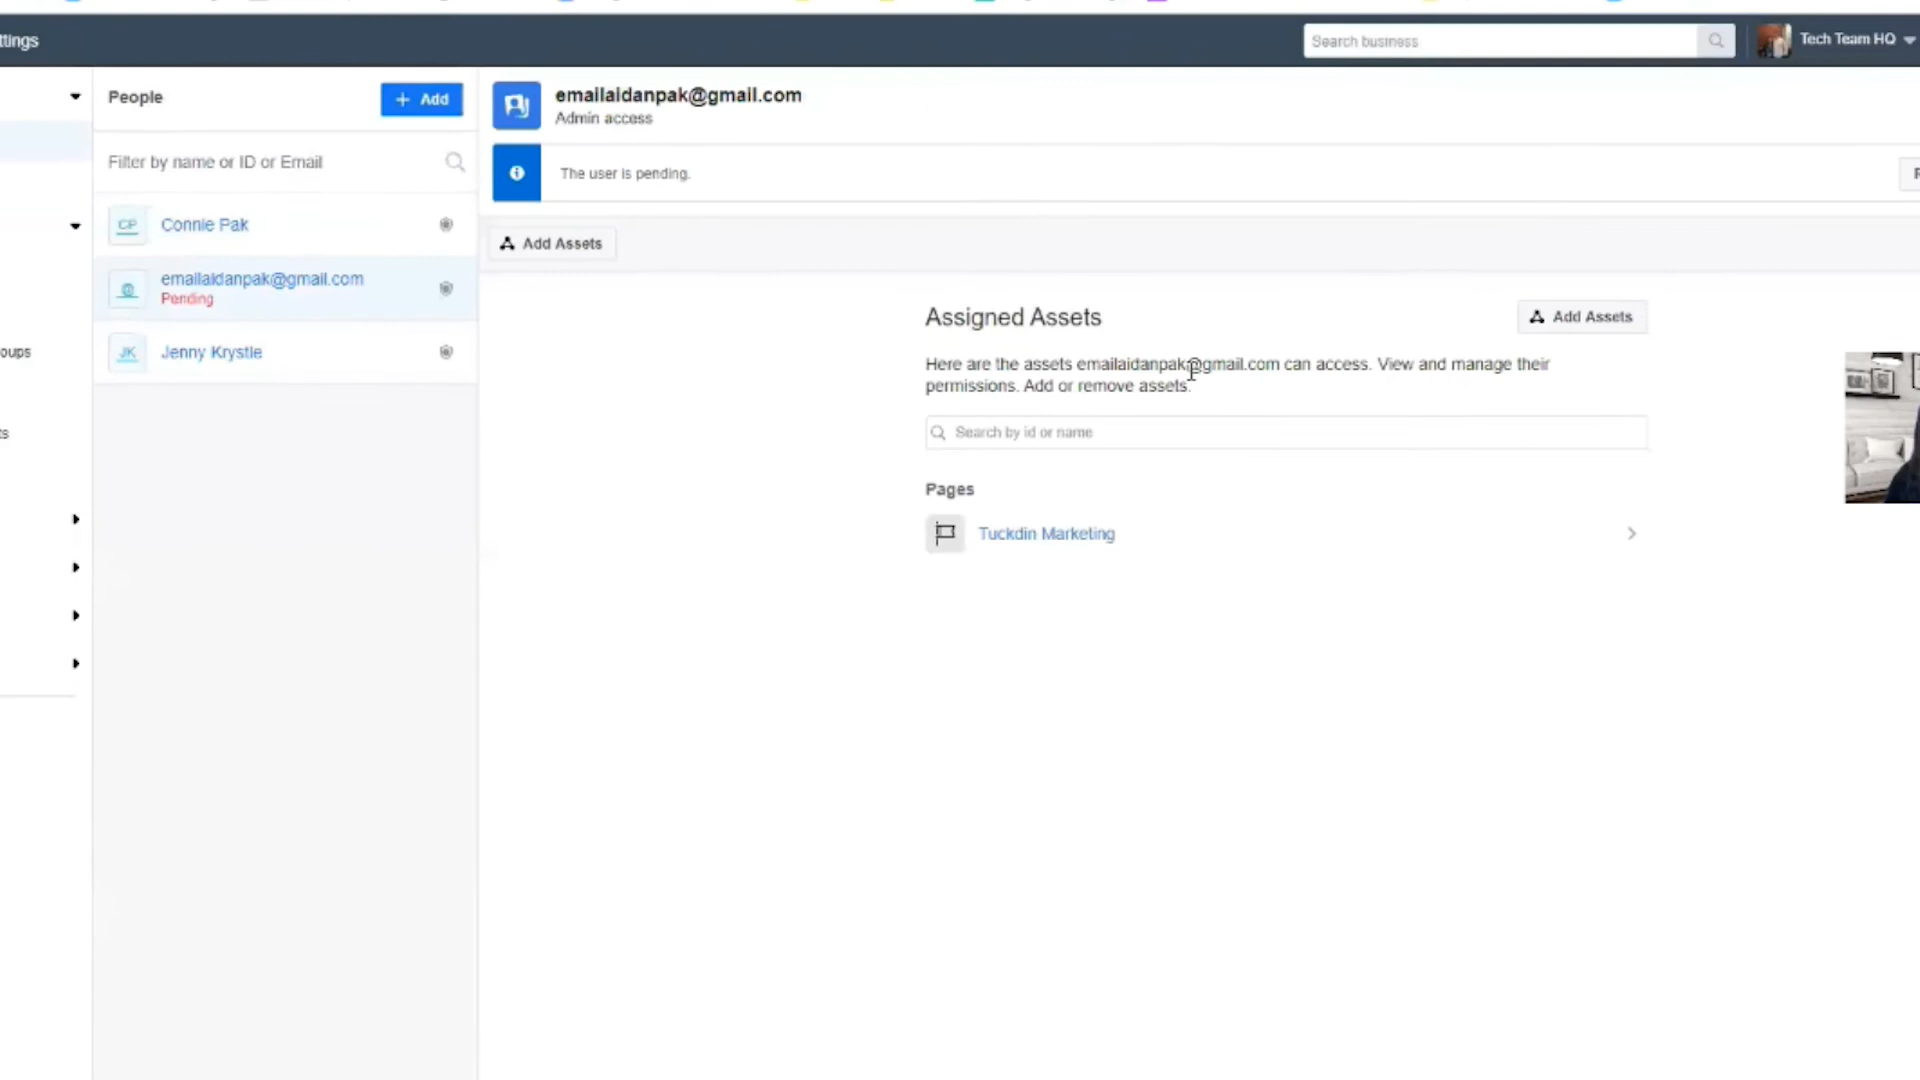 ttings
Search business
Tech Team HQ
People
+ Add
emailaidanpak@gmail.com
Admin access
Filter by name or ID or Email
The user is pending.
CP
Connie Pak
Add Assets
emailaidanpak@gmail.com
Pending
Assigned Assets
Add Assets
JK
Jenny Krystle
oups
Here are the assets emailaidanpak@gmail.com can access. View and manage their
permissions. Add or remove assets.
ts
Search by id or name
Pages
Tuckdin Marketing